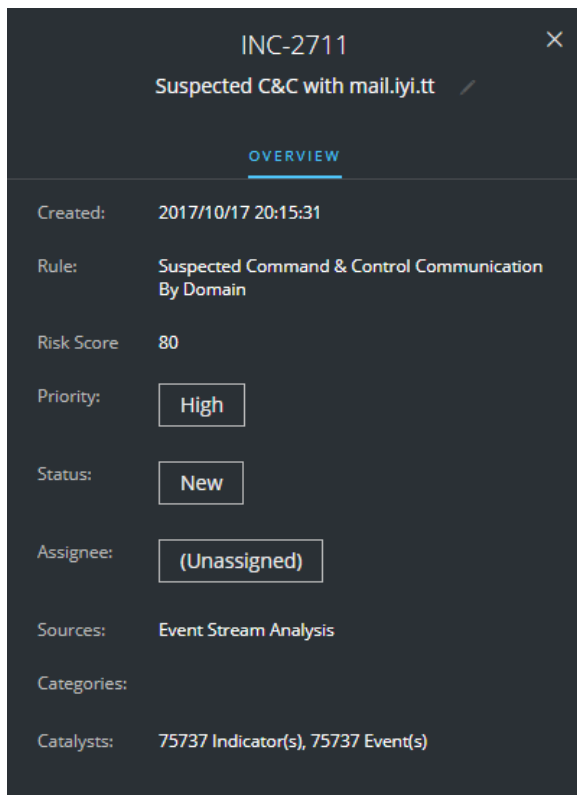 INC-2711
Suspected C&C with mail.iyi.tt
OVERVIEW
Created: 2017/10/17 20:15:31
Rule: Suspected Command & Control Communication
By Domain
Risk Score 80
Priority: High
Status: New
Assignee: (Unassigned)
Sources: Event Stream Analysis
Categories:
Catalysts: 75737 Indicator(s), 75737 Event(s)